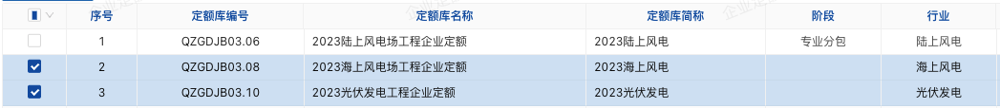 序号 定额库编号 定额库名称 定额库简称 阶段 行业
1 QZGDJB03.06 2023陆上风电场工程企业定额 2023陆上风电 专业分包 陆上风电
2 QZGDJB03.08 2023海上风电场工程企业定额 2023海上风电 海上风电
3 QZGDJB03.10 2023光伏发电工程企业定额 2023光伏发电 光伏发电